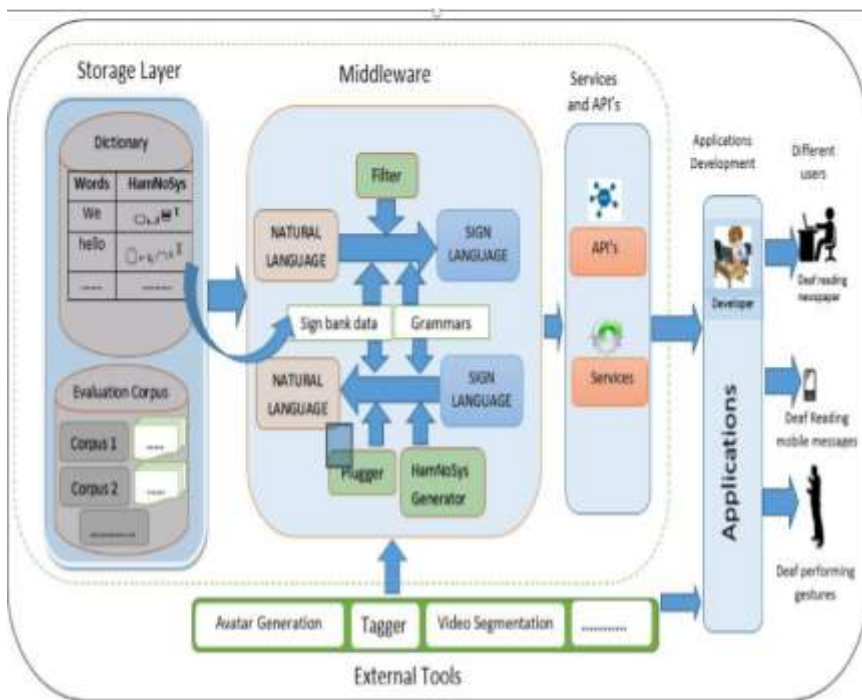 Storage Layer
Dictionary
Words HamNoSys
We
hello
..... .......
Evaluation Corpus
Corpus 1 .....
Corpus 2 .....
............
Middleware
Filter
NATURAL
LANGUAGE
SIGN
LANGUAGE
Sign bank data
Grammars
NATURAL
LANGUAGE
SIGN
LANGUAGE
Plugger
HamNoSys
Generator
Services
and API's
API's
Services
Applications
Development
Developer
Applications
Different
users
Deaf reading
newspaper
Deaf Reading
mobile messages
Deaf performing
gestures
Avatar Generation
Tagger
Video Segmentation
...........
External Tools